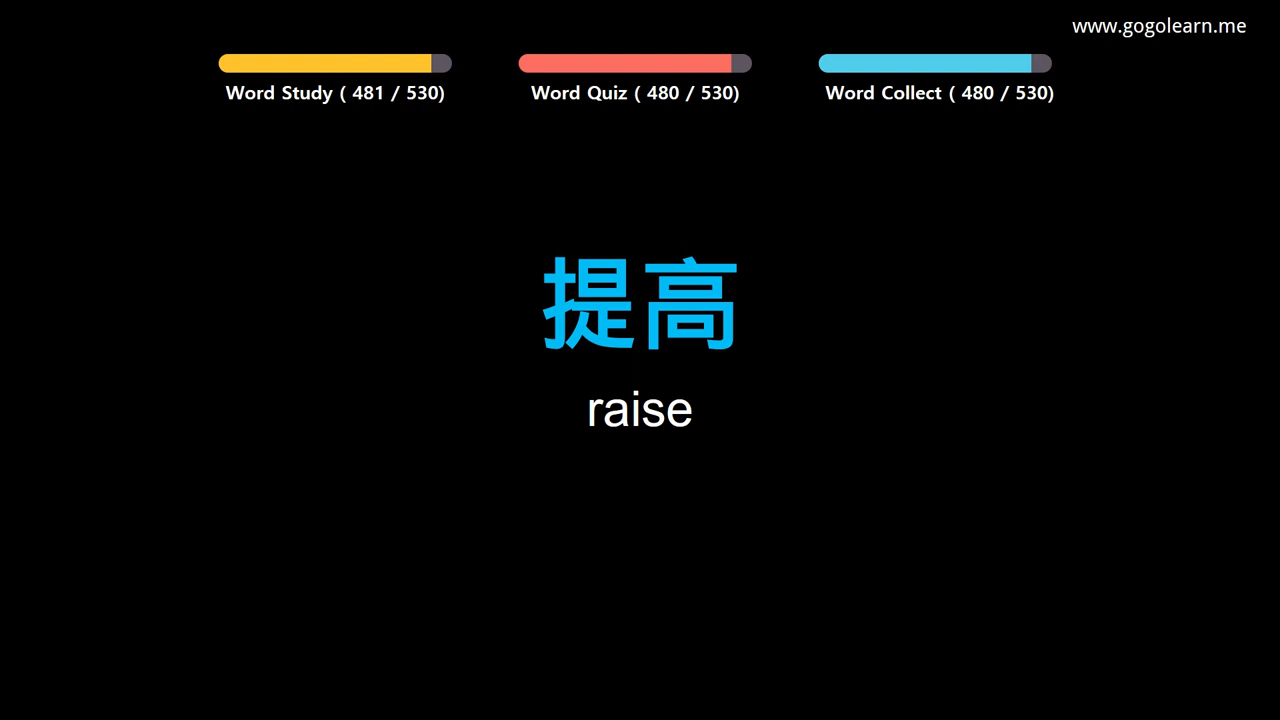 www.gogolearn.me
Word Study ( 481 / 530)
Word Quiz ( 480 / 530)
Word Collect ( 480 / 530)
提高
raise